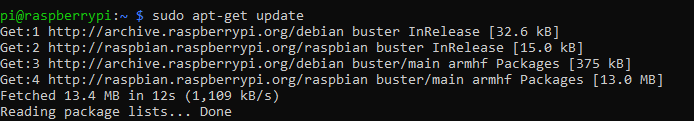 pi@raspberrypi:~ $ sudo apt-get update
Get:1 http://archive.raspberrypi.org/debian buster InRelease [32.6 kB]
Get:2 http://raspbian.raspberrypi.org/raspbian buster InRelease [15.0 kB]
Get:3 http://archive.raspberrypi.org/debian buster/main armhf Packages [375 kB]
Get:4 http://raspbian.raspberrypi.org/raspbian buster/main armhf Packages [13.0 MB]
Fetched 13.4 MB in 12s (1,109 kB/s)
Reading package lists... Done